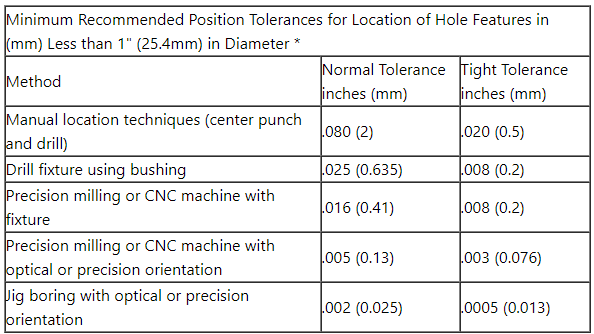 Minimum Recommended Position Tolerances for Location of Hole Features in
(mm) Less than 1" (25.4mm) in Diameter *
Method
Normal Tolerance
inches (mm)
Tight Tolerance
inches (mm)
Manual location techniques (center punch
and drill)
.080 (2)
.020 (0.5)
Drill fixture using bushing
.025 (0.635)
.008 (0.2)
Precision milling or CNC machine with
fixture
.016 (0.41)
.008 (0.2)
Precision milling or CNC machine with
optical or precision orientation
.005 (0.13)
.003 (0.076)
Jig boring with optical or precision
orientation
.002 (0.025)
.0005 (0.013)